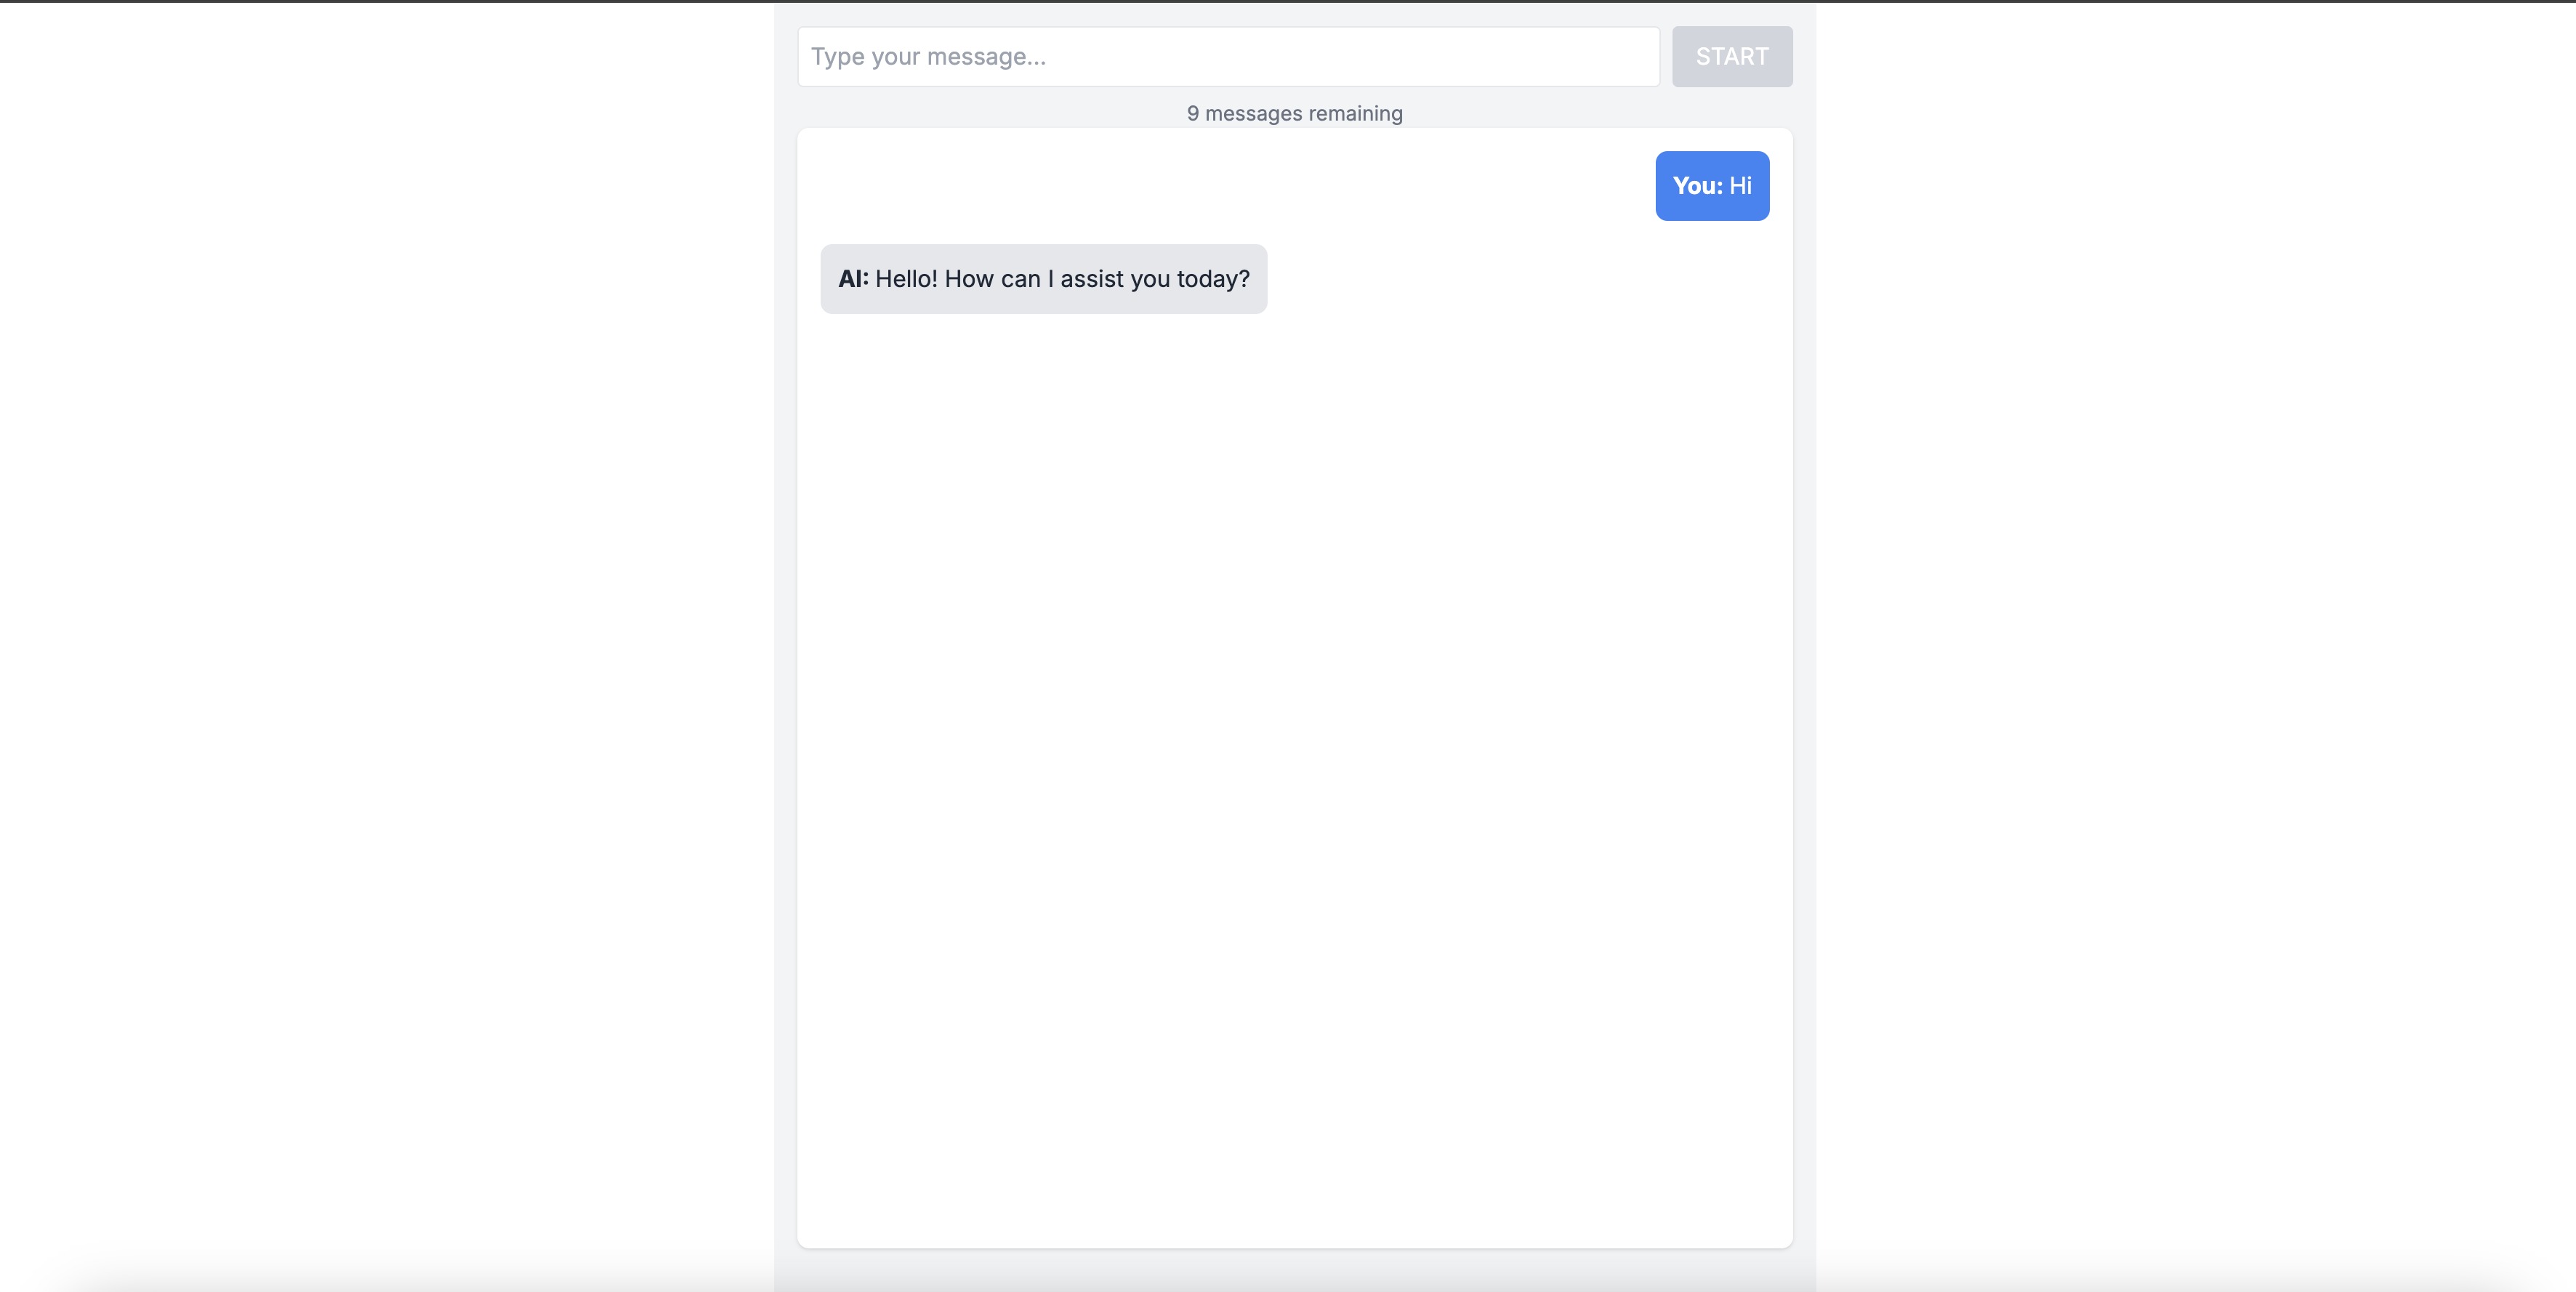 Type your message...
START
9 messages remaining
You: Hi
AI: Hello! How can I assist you today?